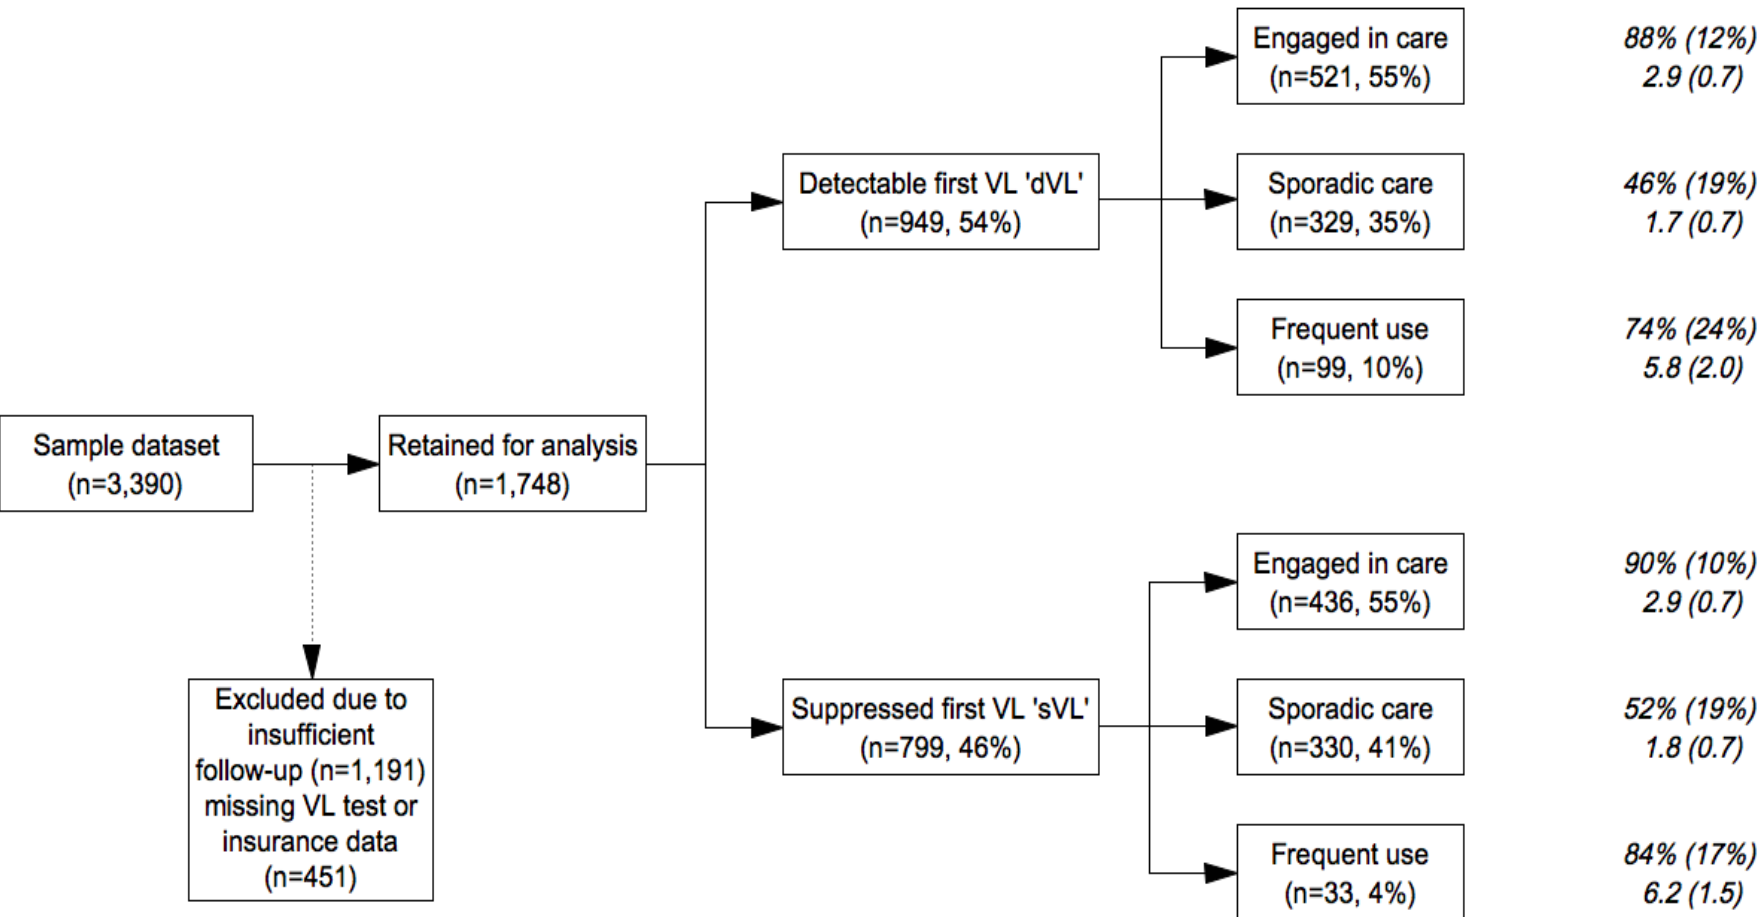 Sample dataset
(n=3,390)
Excluded due to
insufficient
follow-up (n=1,191)
missing VL test or
insurance data
(n=451)
Retained for analysis
(n=1,748)
Detectable first VL 'dVL'
(n=949, 54%)
Engaged in care
(n=521, 55%)
88% (12%)
2.9 (0.7)
Sporadic care
(n=329, 35%)
46% (19%)
1.7 (0.7)
Frequent use
(n=99, 10%)
74% (24%)
5.8 (2.0)
Suppressed first VL 'sVL'
(n=799, 46%)
Engaged in care
(n=436, 55%)
90% (10%)
2.9 (0.7)
Sporadic care
(n=330, 41%)
52% (19%)
1.8 (0.7)
Frequent use
(n=33, 4%)
84% (17%)
6.2 (1.5)